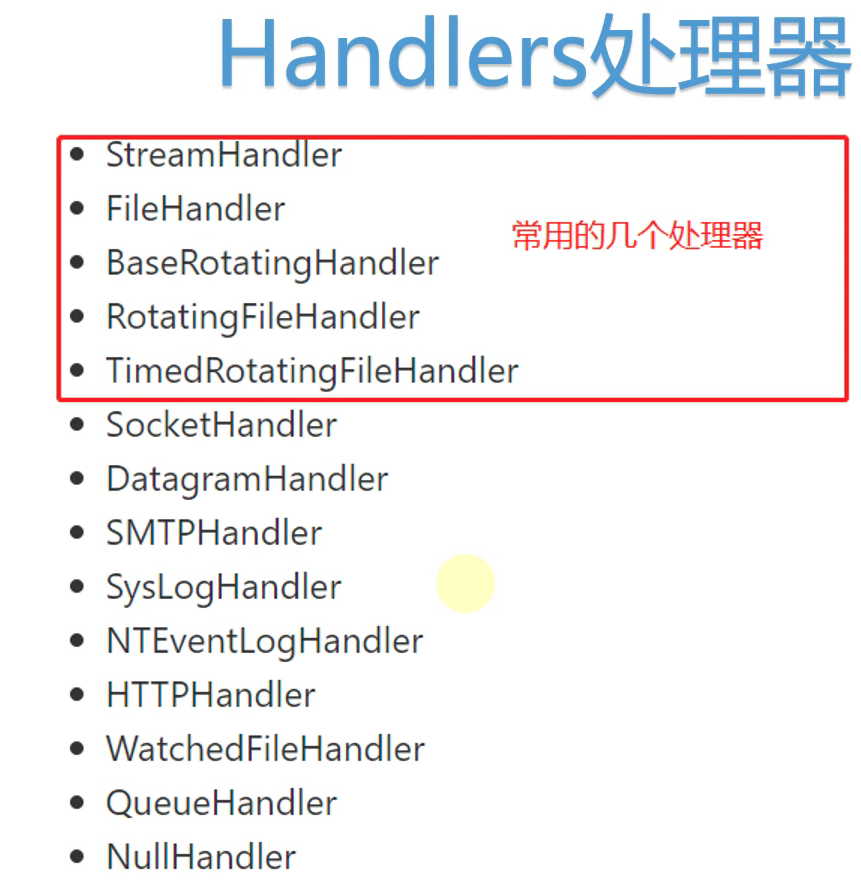 Handlers处理器
StreamHandler
FileHandler
常用的几个处理器
BaseRotatingHandler
RotatingFileHandler
TimedRotatingFileHandler
SocketHandler
DatagramHandler
SMTPHandler
SysLogHandler
NTEventLogHandler
HTTPHandler
WatchedFileHandler
QueueHandler
NullHandler